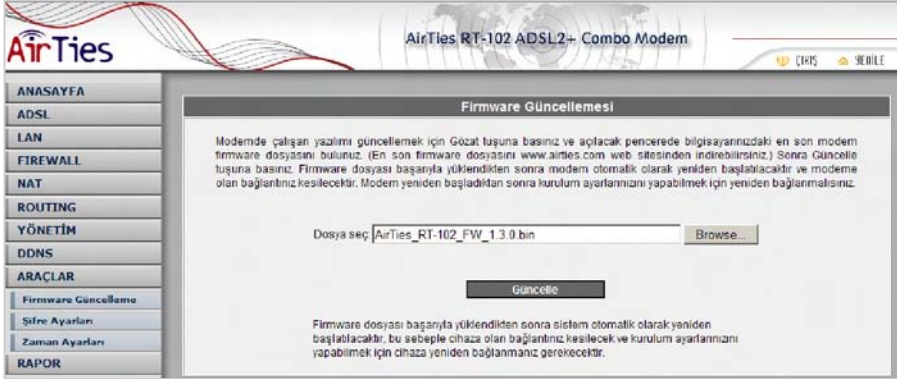 AirTies
AirTies RT-102 ADSL2+ Combo Modem
ÇIKIŞ
YENİLE
ANASAYFA
ADSL
LAN
FIREWALL
NAT
ROUTING
YÖNETİM
DDNS
ARAÇLAR
Firmware Güncelleme
Şifre Ayarları
Zaman Ayarları
RAPOR
Firmware Güncellemesi
Modemde çalışan yazılımı güncellemek için Gözat tuşuna basınız ve açılacak pencerede bilgisayarınızdaki en son modem
firmware dosyasını bulunuz. (En son firmware dosyasını www.airties.com web sitesinden indirebilirsiniz.) Sonra Güncelle
tuşuna basınız. Firmware dosyası başarıyla yüklendikten sonra modem otomatik olarak yeniden başlatılacaktır ve modeme
olan bağlantınız kesilecektir. Modem yeniden başladıktan sonra kurulum ayarlarınıznı yapabilmek için yeniden bağlanmalısınız.
Dosya seç AirTies_RT-102_FW_1.3.0.bin Browse...
Güncelle
Firmware dosyası başarıyla yüklendikten sonra sistem otomatik olarak yeniden
başlatılacaktır, bu sebeple cihaza olan bağlantınız kesilecek ve kurulum ayarlarınızını
yapabilmek için cihaza yeniden bağlanmanız gerekecektir.